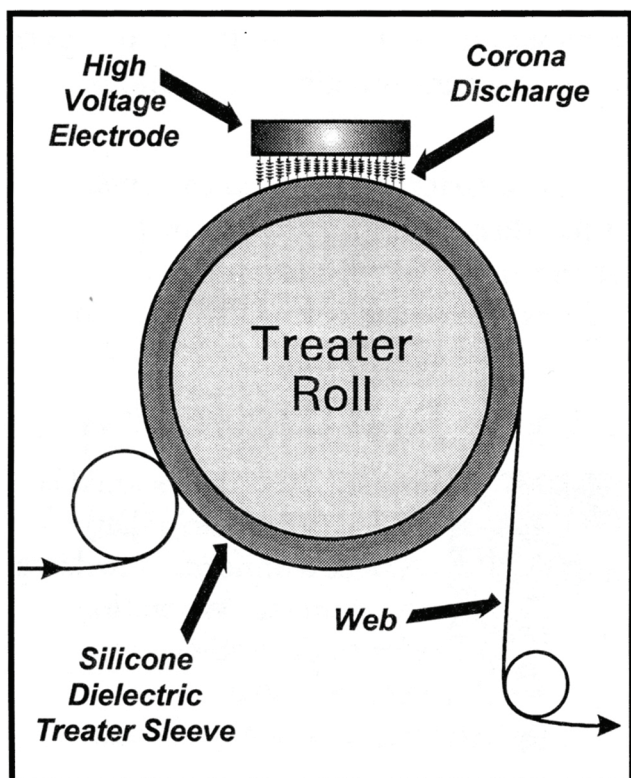 High
Voltage
Electrode
Corona
Discharge
Treater
Roll
Web
Silicone
Dielectric
Treater Sleeve